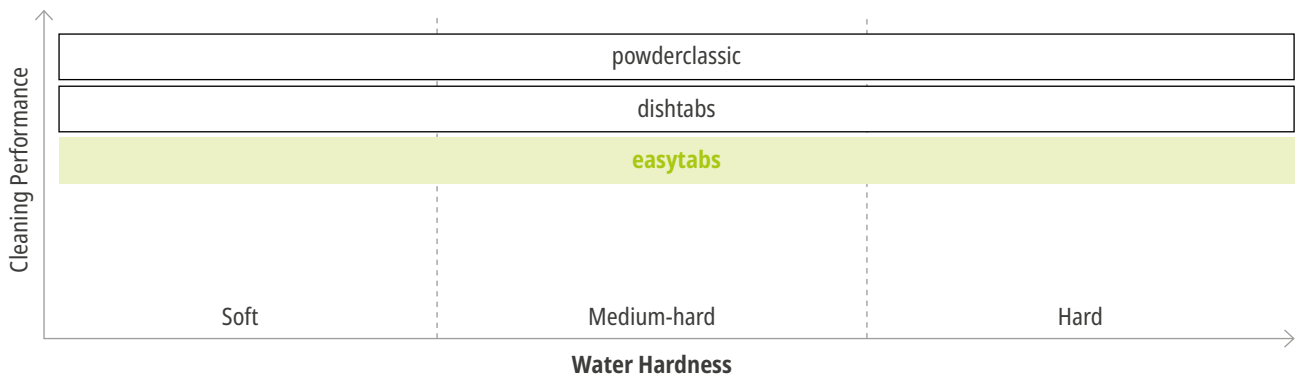 powderclassic
dishtabs
easytabs
Cleaning Performance
Soft Medium-hard Hard
Water Hardness